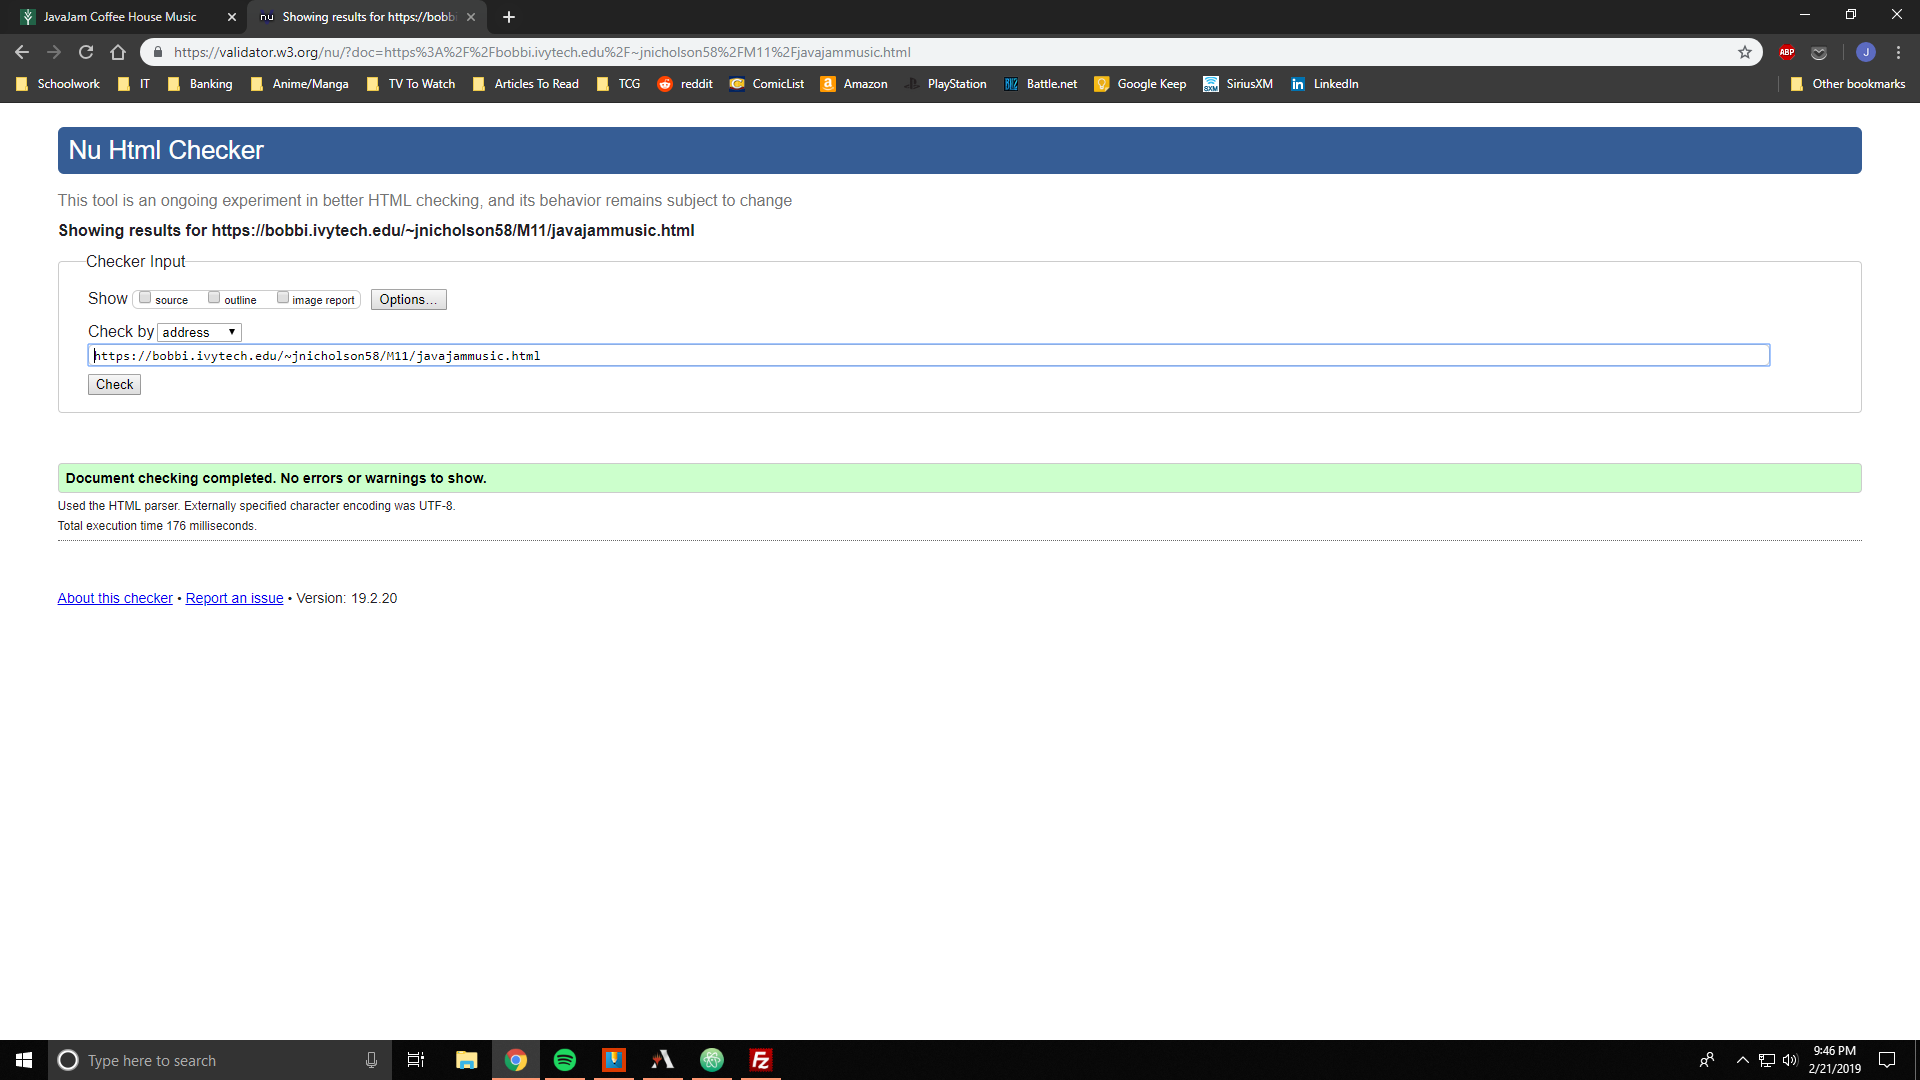 JavaJam Coffee House Music
nu Showing results for https://bobbi
https://validator.w3.org/nu/?doc=https%3A%2F%2Fbobbi.ivytech.edu%2F~jnicholson58%2FM11%2Fjavajammusic.html
ABP
J
Schoolwork IT Banking Anime/Manga TV To Watch Articles To Read TCG reddit ComicList Amazon PlayStation Battle.net Google Keep SiriusXM LinkedIn Other bookmarks
Nu Html Checker
This tool is an ongoing experiment in better HTML checking, and its behavior remains subject to change
Showing results for https://bobbi.ivytech.edu/~jnicholson58/M11/javajammusic.html
Checker Input
Show source outline image report Options...
Check by address
https://bobbi.ivytech.edu/~jnicholson58/M11/javajammusic.html
Check
Document checking completed. No errors or warnings to show.
Used the HTML parser. Externally specified character encoding was UTF-8.
Total execution time 176 milliseconds.
About this checker • Report an issue • Version: 19.2.20
Type here to search
Fz
9:46 PM
2/21/2019